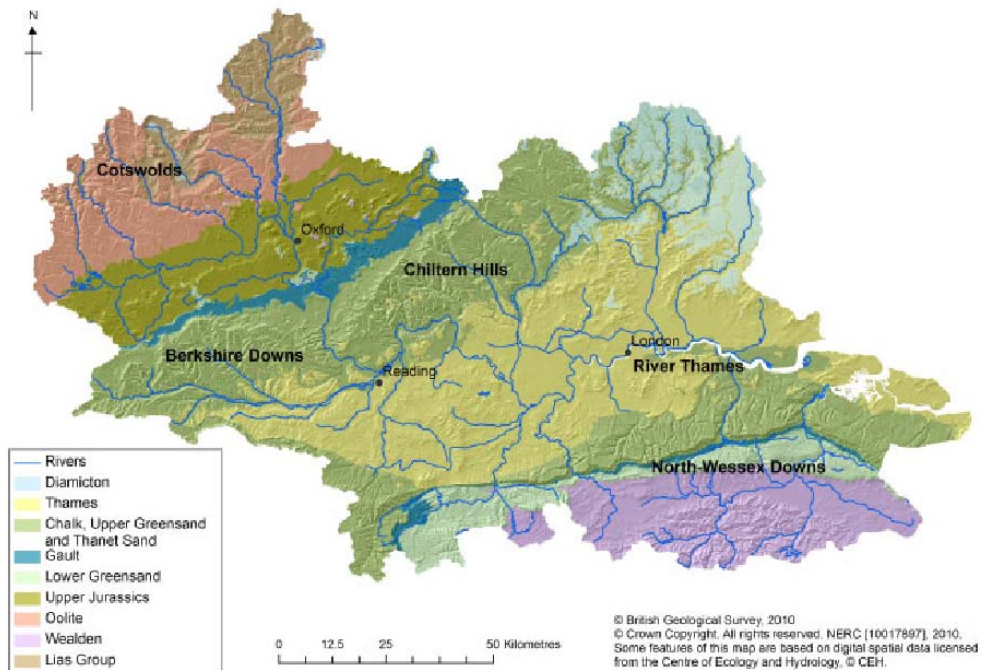 N
Cotswolds
Oxford
Chiltern Hills
Berkshire Downs
London
River Thames
Reading
North-Wessex Downs
Rivers
Diamicton
Thames
Chalk, Upper Greensand
and Thanet Sand
Gault
Lower Greensand
Upper Jurassics
Oolite
Wealden
Lias Group
0 12.5 25 50 Kilometres
© British Geological Survey, 2010
© Crown Copyright. All rights reserved. NERC [10017897], 2010.
Some features of this map are based on digital spatial data licensed
from the Centre of Ecology and Hydrology, © CEH.